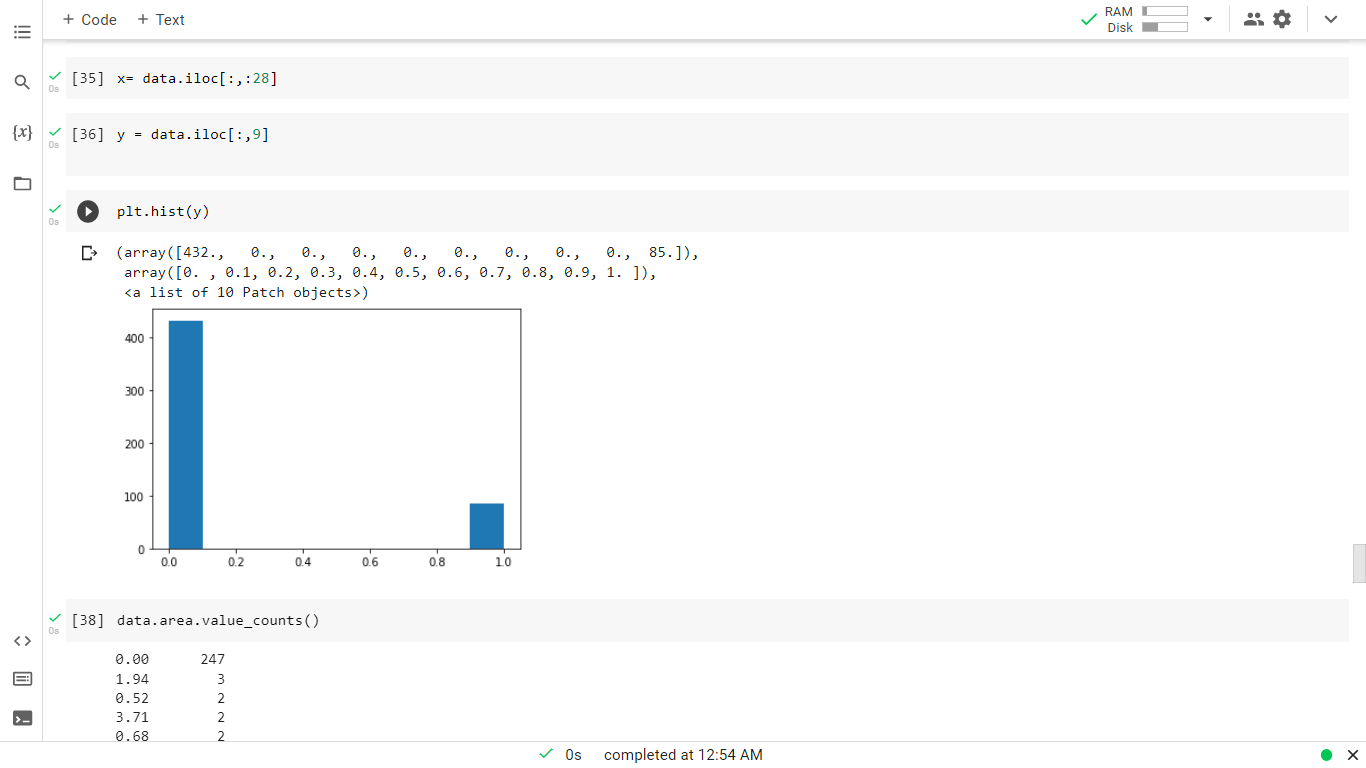 + Code + Text
RAM
Disk
{x}
[35] x= data.iloc[:,:28]
0s
[36] y = data.iloc[:,9]
0s
plt.hist(y)
0s
(array([432., 0., 0., 0., 0., 0., 0., 0., 0., 85.]),
array([0. , 0.1, 0.2, 0.3, 0.4, 0.5, 0.6, 0.7, 0.8, 0.9, 1. ]),
<a list of 10 Patch objects>)
400
300
200
100
0
0.0 0.2 0.4 0.6 0.8 1.0
[38] data.area.value_counts()
0s
0.00 247
1.94 3
0.52 2
3.71 2
0.68 2
0s completed at 12:54 AM